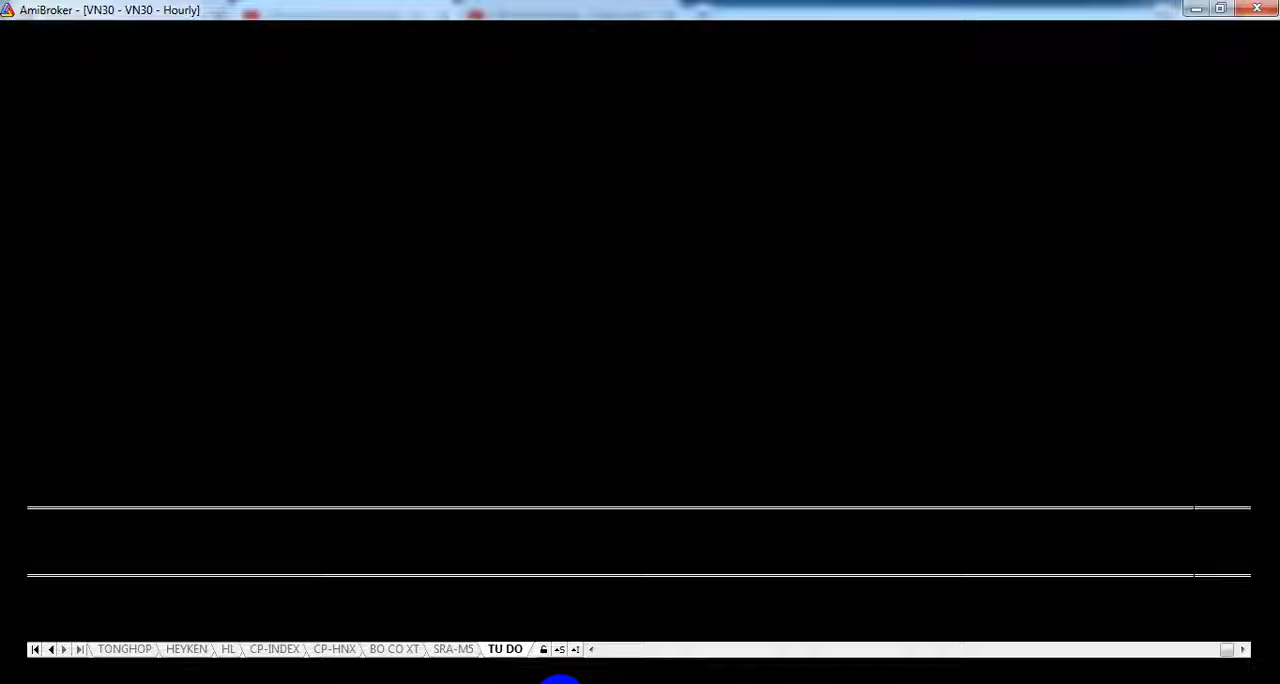 AmiBroker - [VN30 - VN30 - Hourly]
TONGHOP HEYKEN HL CP-INDEX CP-HNX BO CO XT SRA-M5 TU DO